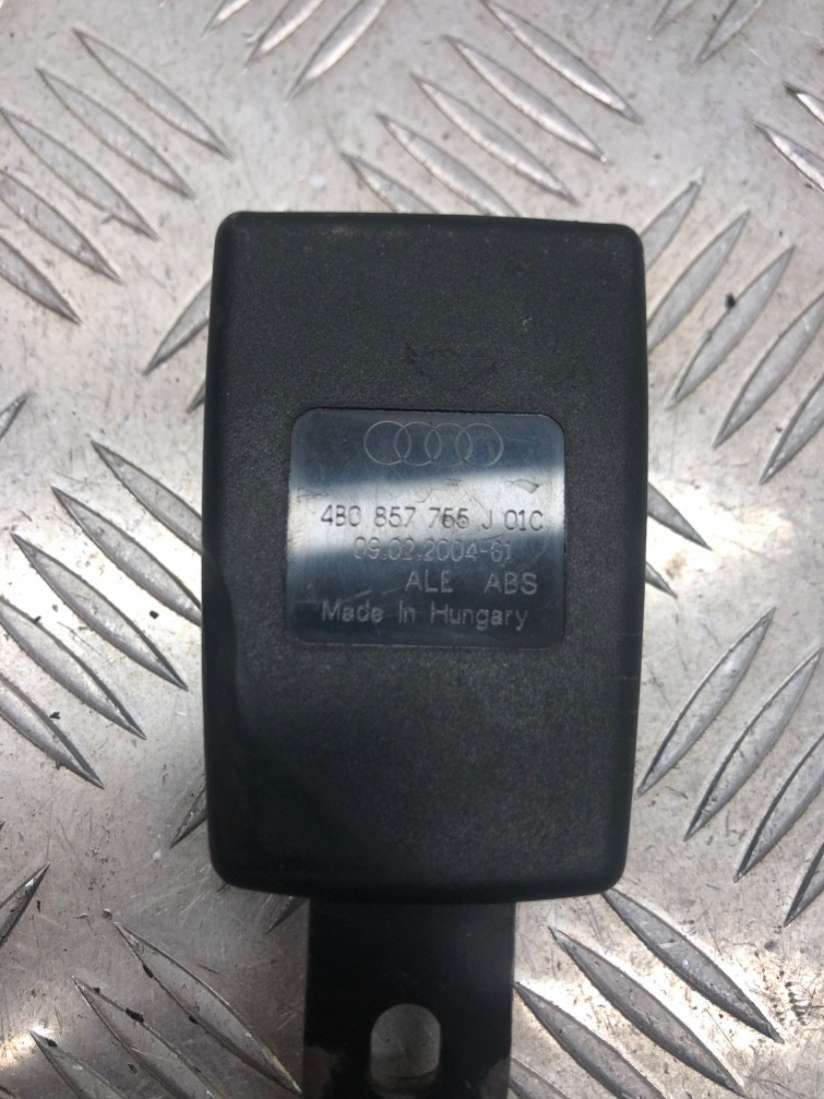 4B0 857 755 J 01C
09.02.2004-61
ALE ABS
Made In Hungary